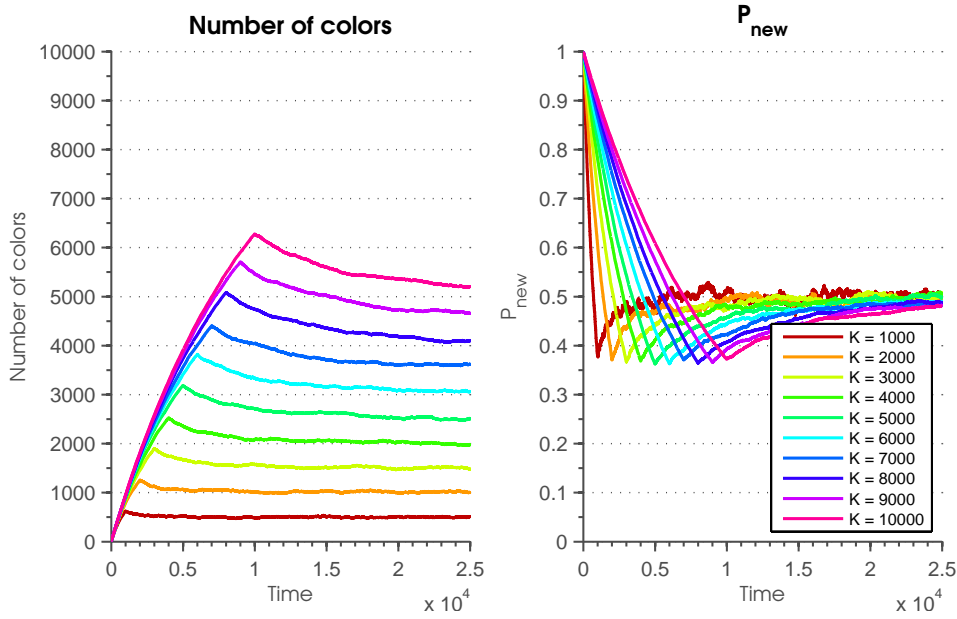 Number of colors
10000
9000
8000
7000
6000
5000
4000
3000
2000
1000
0
Number of colors
0 0.5 1 1.5 2 2.5
Time
x 10^4
P_new
1
0.9
0.8
0.7
0.6
0.5
0.4
0.3
0.2
0.1
0
P_new
K = 1000
K = 2000
K = 3000
K = 4000
K = 5000
K = 6000
K = 7000
K = 8000
K = 9000
K = 10000
0 0.5 1 1.5 2 2.5
Time
x 10^4